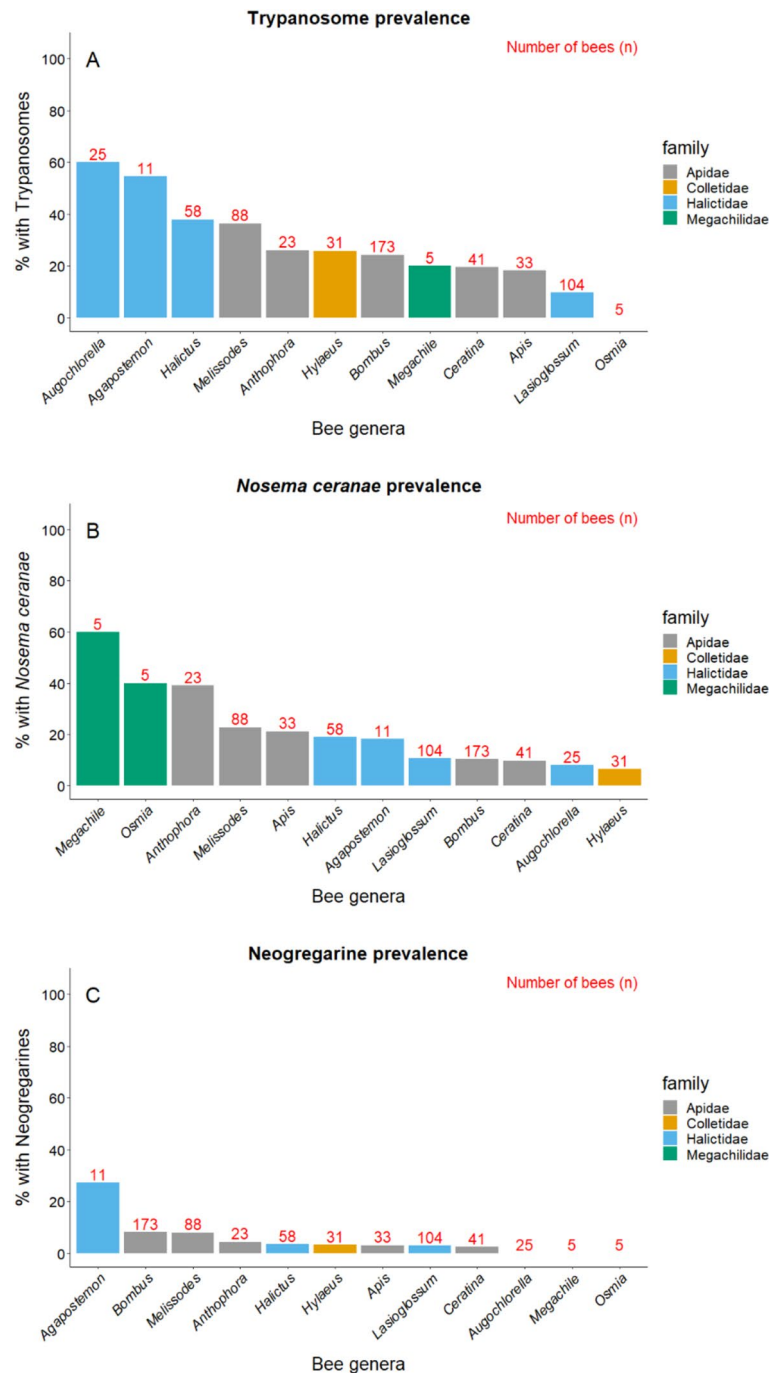 Trypanosome prevalence
A
Number of bees (n)
% with Trypanosomes
100
80
60
40
20
0
25
11
58
88
23
31
173
5
41
33
104
5
Augochlorella
Agapostemon
Halictus
Melissodes
Anthophora
Hylaeus
Bombus
Megachile
Ceratina
Apis
Lasioglossum
Osmia
Bee genera
family
Apidae
Colletidae
Halictidae
Megachilidae
Nosema ceranae prevalence
B
Number of bees (n)
% with Nosema ceranae
100
80
60
40
20
0
5
5
23
88
33
58
11
104
173
41
25
31
Megachile
Osmia
Anthophora
Melissodes
Apis
Halictus
Agapostemon
Lasioglossum
Bombus
Ceratina
Augochlorella
Hylaeus
Bee genera
family
Apidae
Colletidae
Halictidae
Megachilidae
Neogregarine prevalence
C
Number of bees (n)
% with Neogregarines
100
80
60
40
20
0
11
173
88
23
58
31
33
104
41
25
5
5
Agapostemon
Bombus
Melissodes
Anthophora
Halictus
Hylaeus
Apis
Lasioglossum
Ceratina
Augochlorella
Megachile
Osmia
Bee genera
family
Apidae
Colletidae
Halictidae
Megachilidae